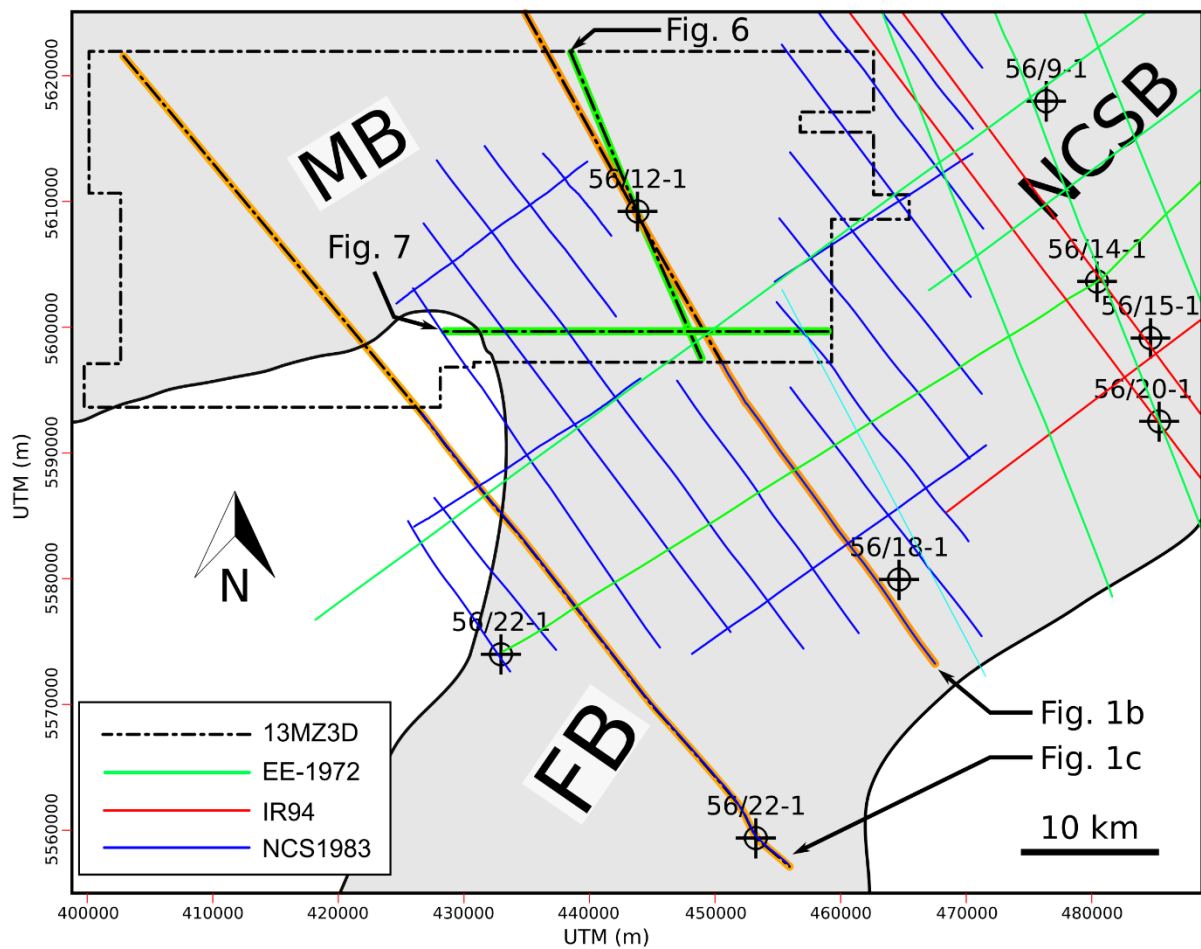 Fig. 6
56/9-1
NCSB
MB
56/12-1
Fig. 7
56/14-1
56/15-1
56/20-1
56/18-1
N
56/22-1
FB
Fig. 1b
Fig. 1c
56/22-1
10 km
13MZ3D
EE-1972
IR94
NCS1983
UTM (m)
5620000
5610000
5600000
5590000
5580000
5570000
5560000
400000 410000 420000 430000 440000 450000 460000 470000 480000
UTM (m)